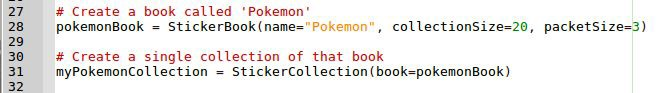 27 # Create a book called 'Pokemon'
28 pokemonBook = StickerBook(name="Pokemon", collectionSize=20, packetSize=3)
29
30 # Create a single collection of that book
31 myPokemonCollection = StickerCollection(book=pokemonBook)
32